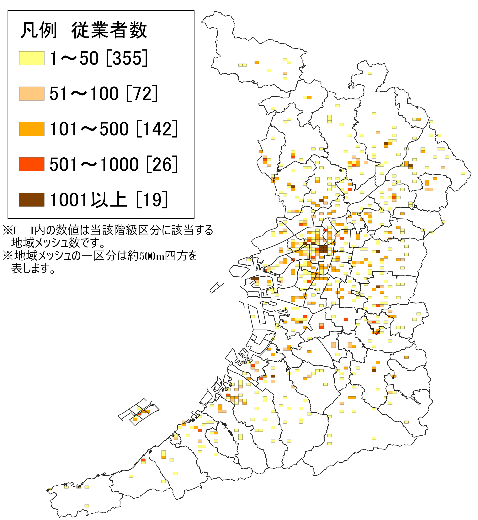 凡例 従業者数
1～50 [355]
51～100 [72]
101～500 [142]
501～1000 [26]
1001以上 [19]
※[ ]内の数値は当該階級区分に該当する
地域メッシュ数です。
※地域メッシュの一区分は約500m四方を
表します。